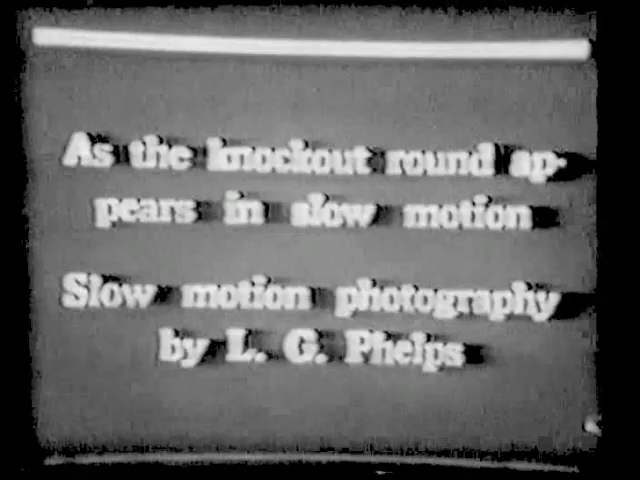 As the knockout round ap-
pears in slow motion
Slow motion photography
by L. G. Phelps